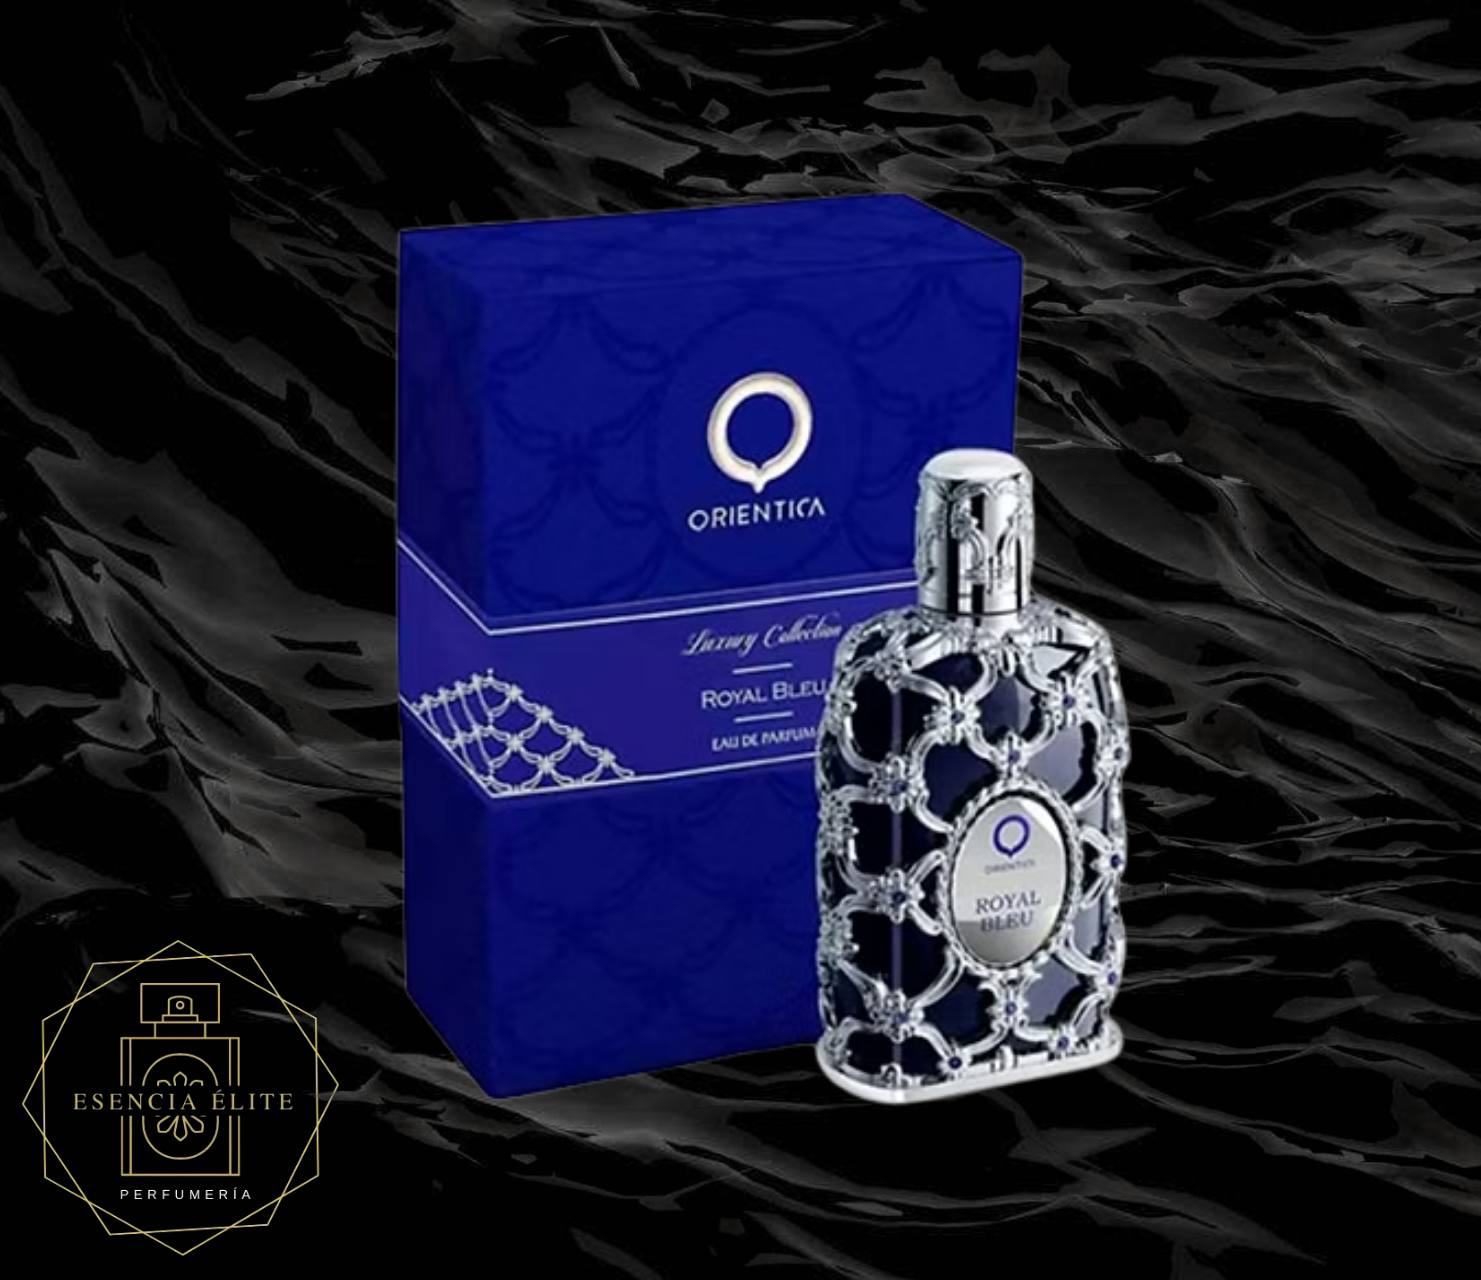 ORIENTICA
Luxury Collection
ROYAL BLEU
EAU DE PARFUM
ORIENTICA
ROYAL
BLEU
ESENCIA ÉLITE
PERFUMERÍA